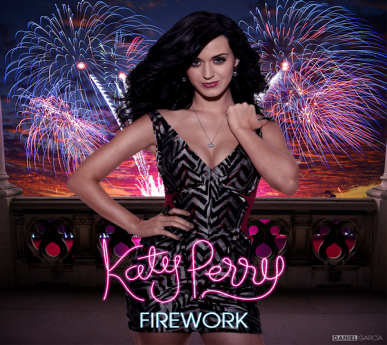 Katy Perry
FIREWORK
DANIEL GARCIA